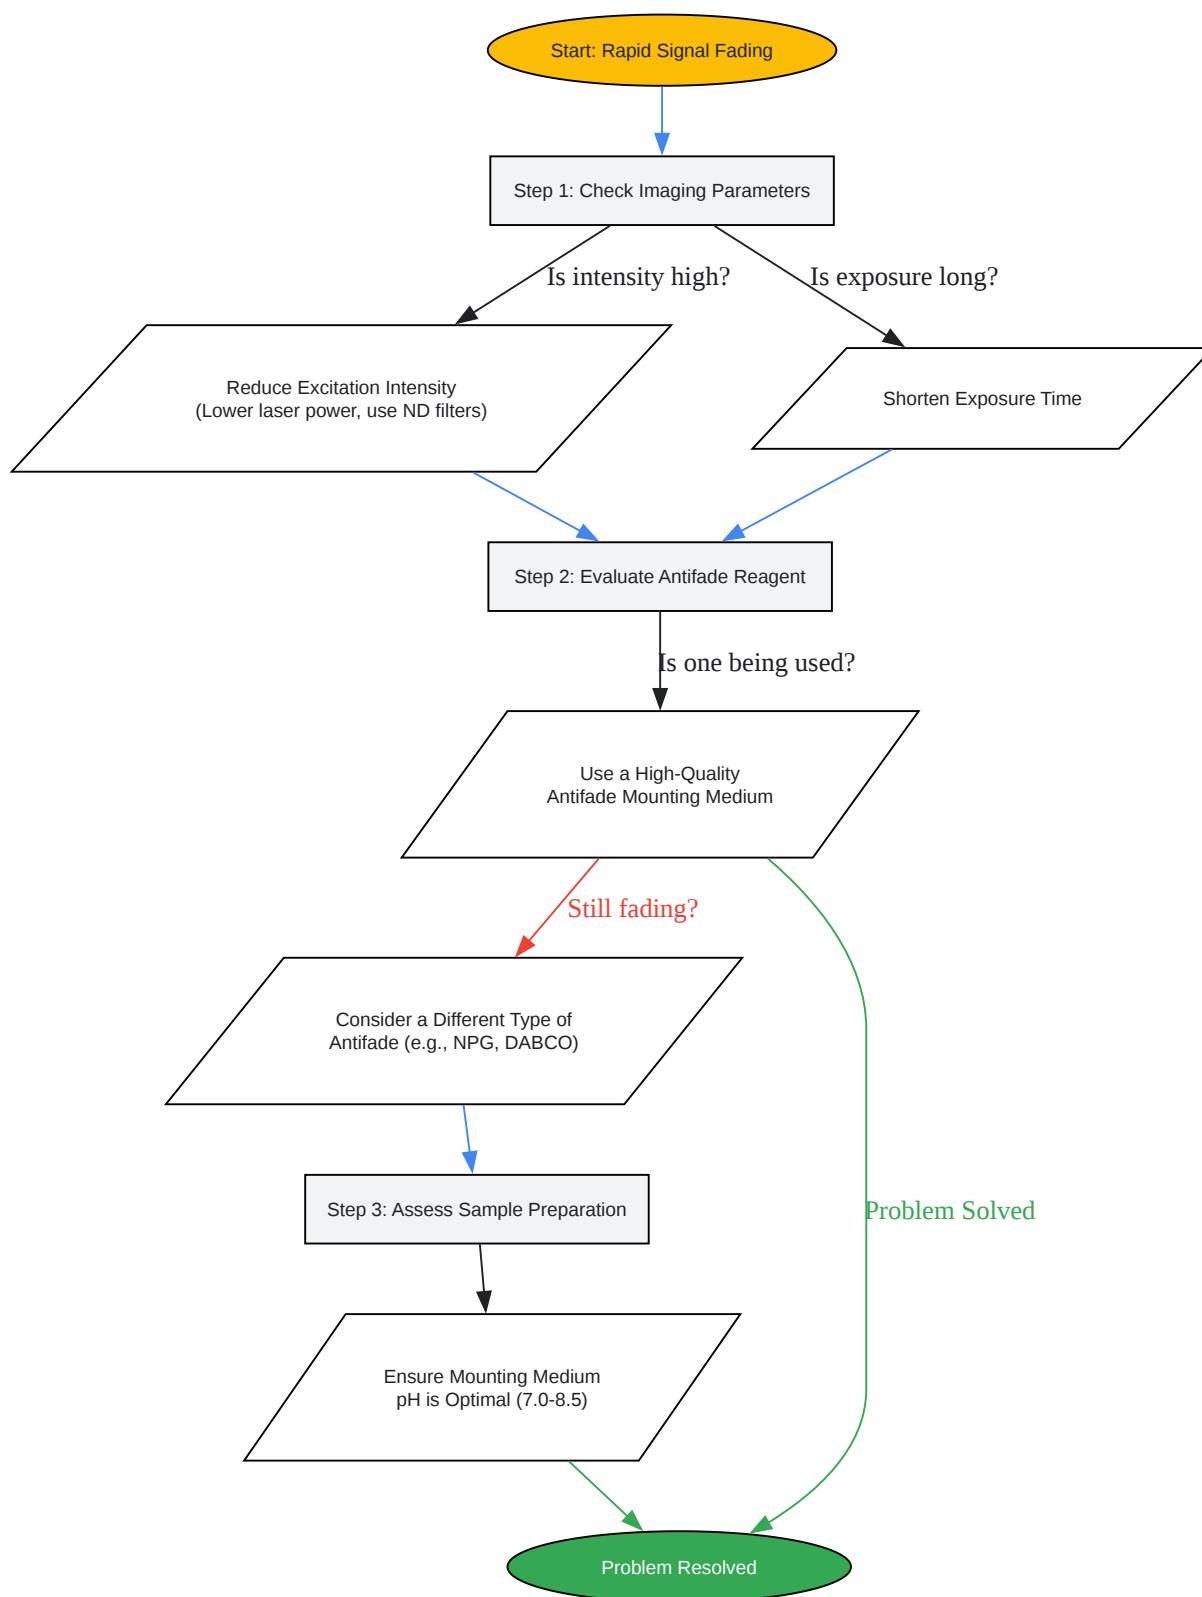 Start: Rapid Signal Fading
Step 1: Check Imaging Parameters
Is intensity high?
Is exposure long?
Reduce Excitation Intensity
(Lower laser power, use ND filters)
Shorten Exposure Time
Step 2: Evaluate Antifade Reagent
Is one being used?
Use a High-Quality
Antifade Mounting Medium
Still fading?
Consider a Different Type of
Antifade (e.g., NPG, DABCO)
Step 3: Assess Sample Preparation
Problem Solved
Ensure Mounting Medium
pH is Optimal (7.0-8.5)
Problem Resolved